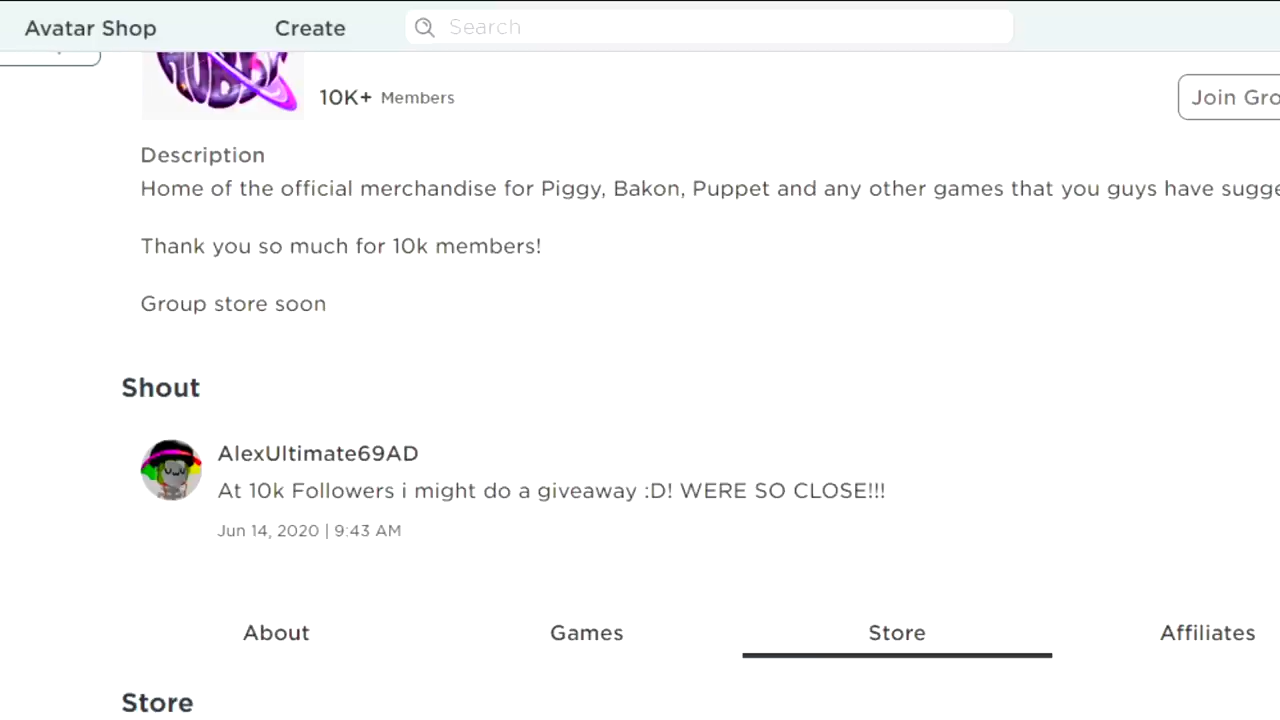 Avatar Shop Create Search
10K+ Members Join Gro
Description
Home of the official merchandise for Piggy, Bakon, Puppet and any other games that you guys have sugge
Thank you so much for 10k members!
Group store soon
Shout
AlexUltimate69AD
At 10k Followers i might do a giveaway :D! WERE SO CLOSE!!!
Jun 14, 2020 | 9:43 AM
About Games Store Affiliates
Store